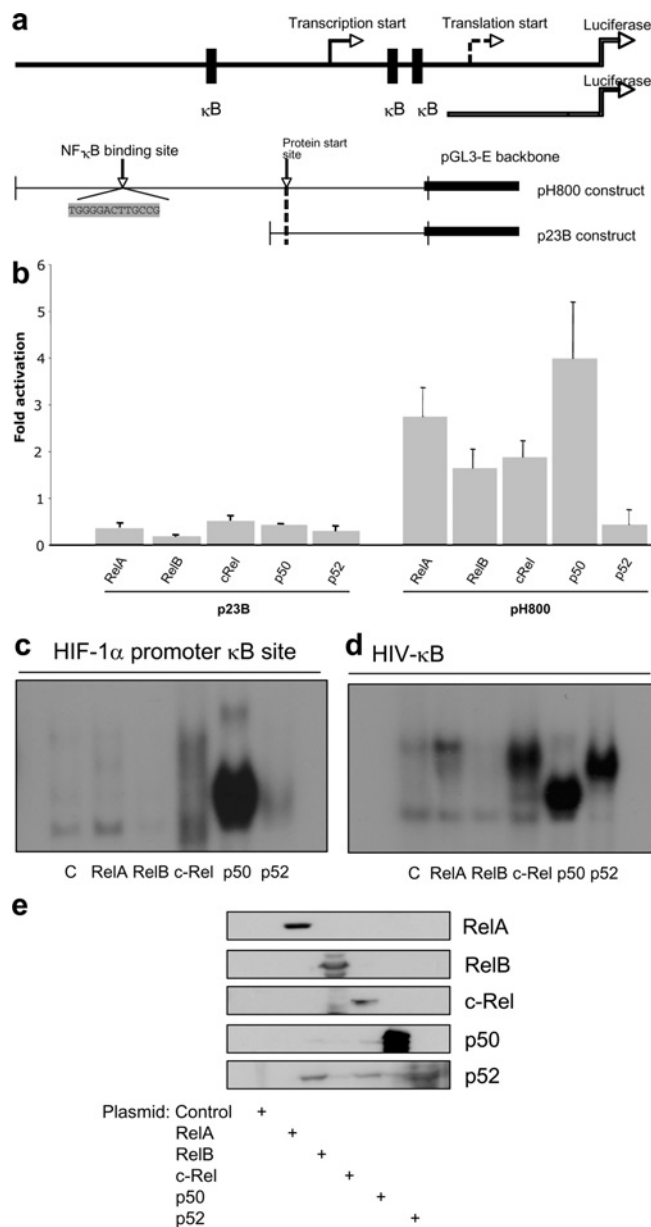 a
Transcription start
Translation start
Luciferase
Luciferase
κB
κB
κB
NFκB binding site
Protein start site
pGL3-E backbone
TGGGGACTTGCCG
pH800 construct
p23B construct
b
Fold activation
6
5
4
3
2
1
0
RelA
RelB
cRel
p50
p52
RelA
RelB
cRel
p50
p52
p23B
pH800
c
HIF-1α promoter κB site
C RelA RelB c-Rel p50 p52
d
HIV-κB
C RelA RelB c-Rel p50 p52
e
RelA
RelB
c-Rel
p50
p52
Plasmid: Control +
RelA +
RelB +
c-Rel +
p50 +
p52 +